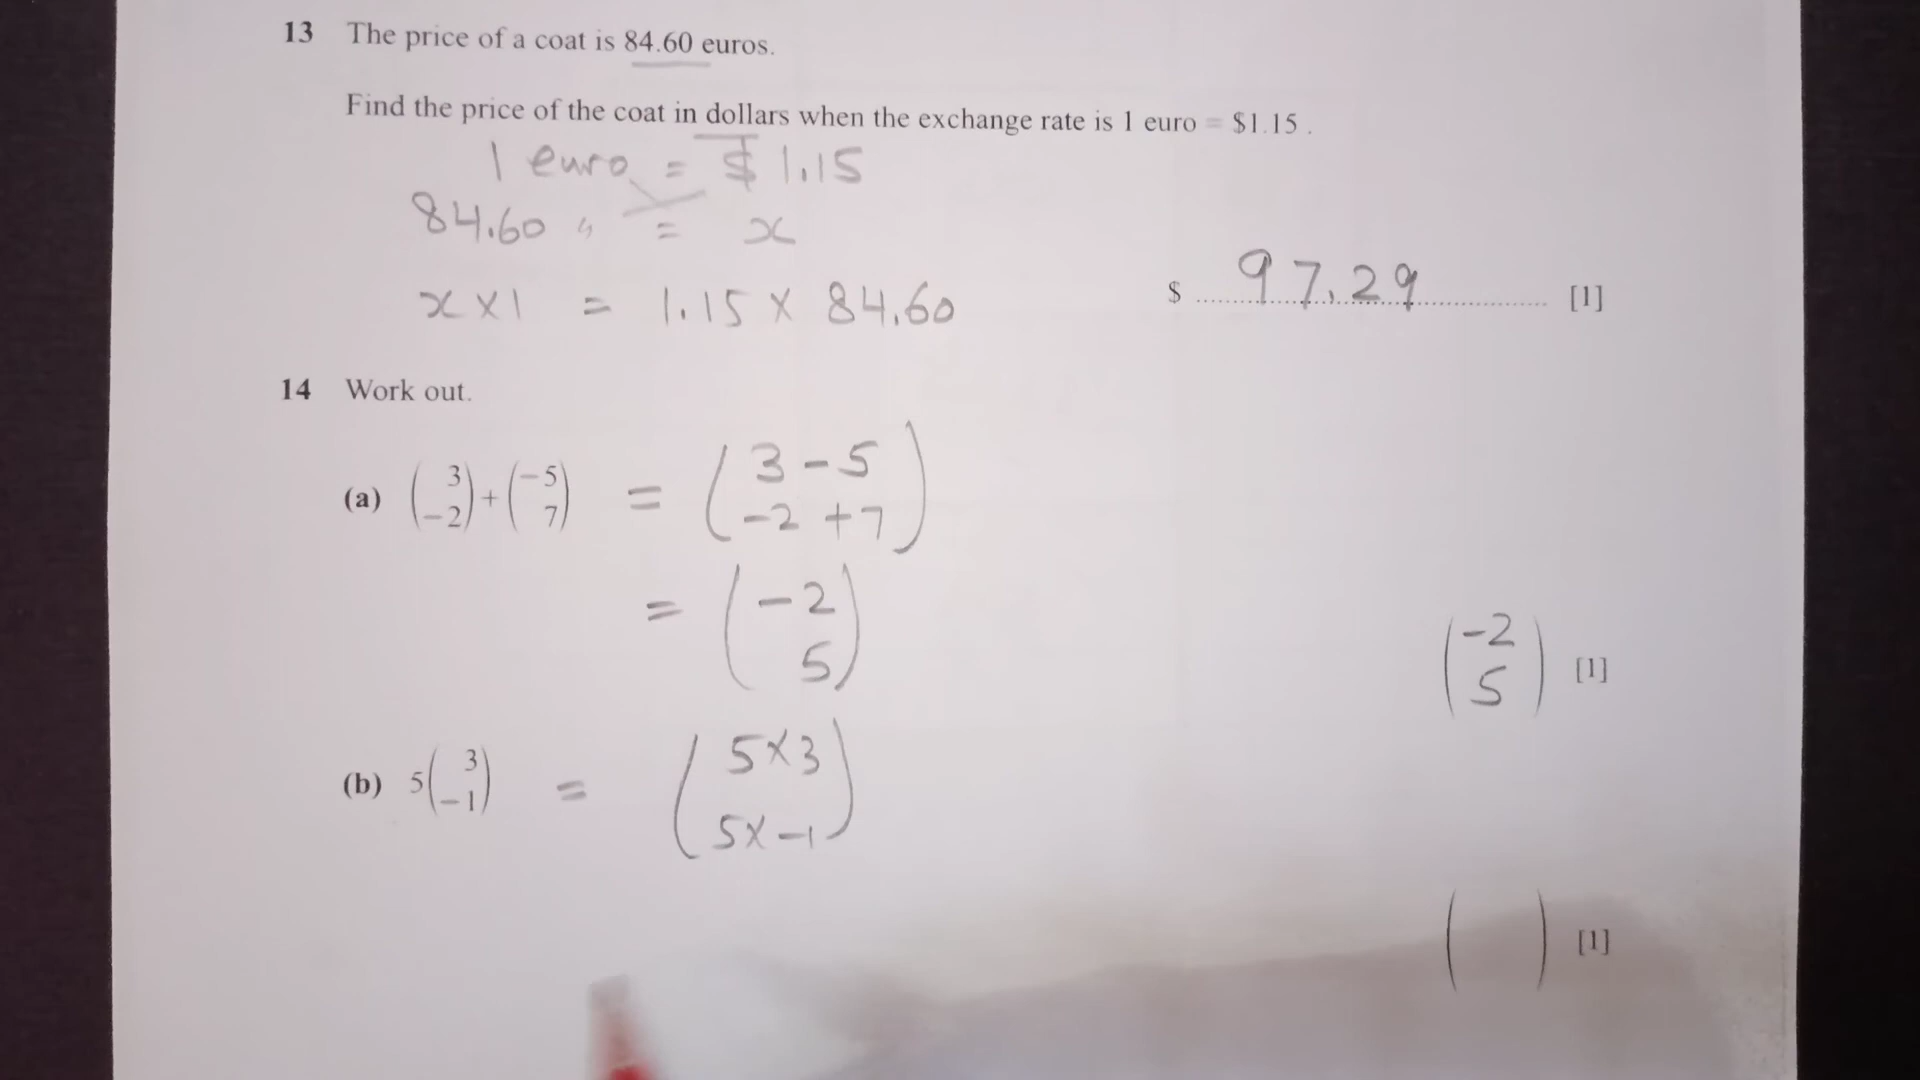 13 The price of a coat is 84.60 euros.
Find the price of the coat in dollars when the exchange rate is 1 euro = $1.15 .
1 euro = $ 1.15
84.60 " = x
x × 1 = 1.15 × 84.60
$ 97.29 [1]
14 Work out.
(a) (3 -2) + (-5 7) = (3 - 5 -2 + 7)
= (-2 5)
(-2 5) [1]
(b) 5(3 -1) = (5×3 5×-1)
( ) [1]